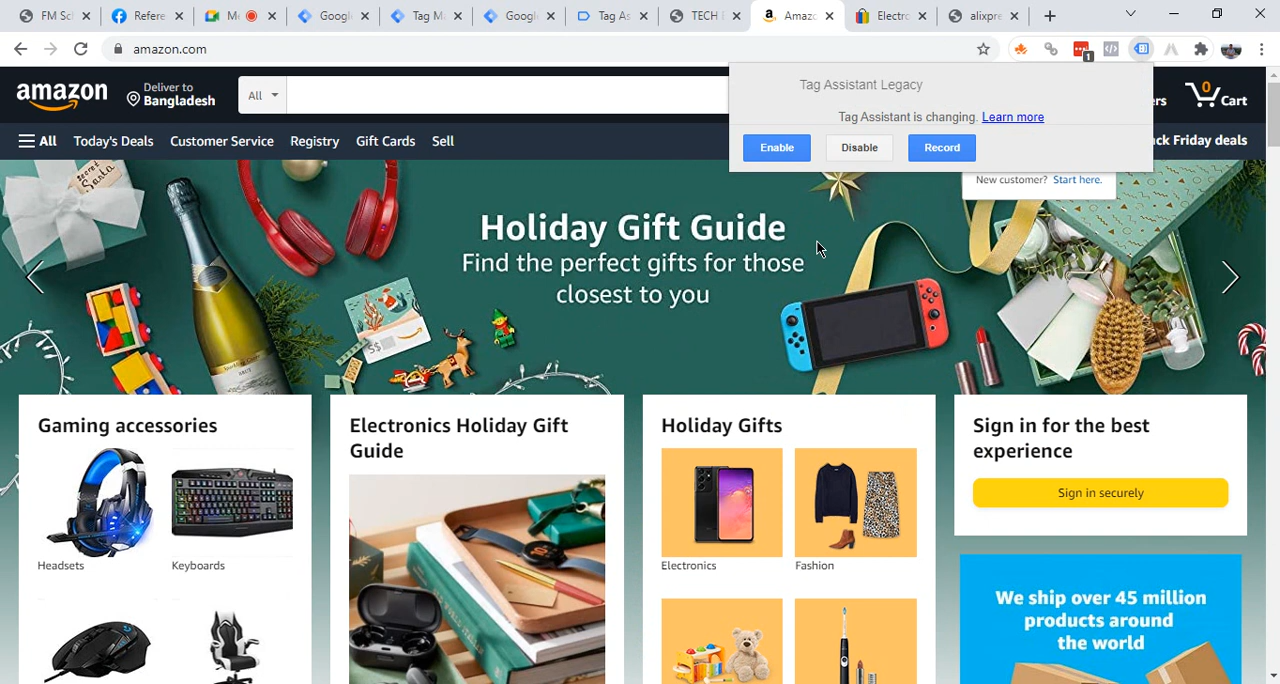 FM Sc
Refere
M
Googl
Tag M
Googl
Tag As
TECH E
Amazo
Electro
alixpre
amazon.com
1
Tag Assistant Legacy
Tag Assistant is changing. Learn more
Enable
Disable
Record
amazon
Deliver to
Bangladesh
All
ers
0
Cart
All
Today's Deals
Customer Service
Registry
Gift Cards
Sell
ck Friday deals
New customer? Start here.
Holiday Gift Guide
Find the perfect gifts for those
closest to you
Gaming accessories
Headsets
Keyboards
Electronics Holiday Gift
Guide
Holiday Gifts
Electronics
Fashion
Sign in for the best
experience
Sign in securely
We ship over 45 million
products around
the world